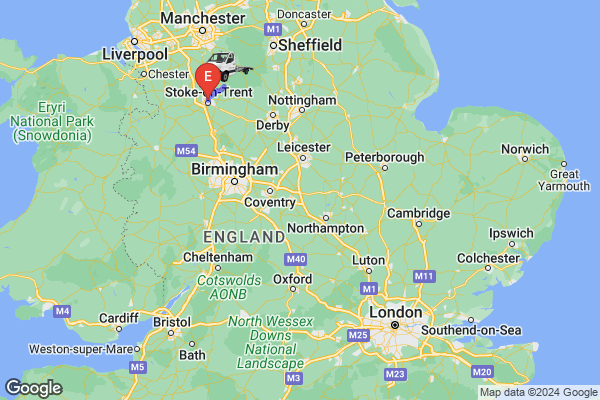 Doncaster
Manchester
M1
Liverpool
Sheffield
Chester
E
Stoke-on-Trent
Eryri
National Park
(Snowdonia)
Nottingham
Derby
M54
Leicester
Peterborough
Norwich
Birmingham
Great
Yarmouth
Coventry
Cambridge
Northampton
ENGLAND
Ipswich
M40
Cheltenham
Luton
Colchester
M11
Cotswolds
AONB
Oxford
M1
M4
Cardiff
London
Bristol
North Wessex
Downs
National
Landscape
M25
Southend-on-Sea
Weston-super-Mare
Bath
M5
M3
M23
M20
Google
Google
Map data ©2024 Google